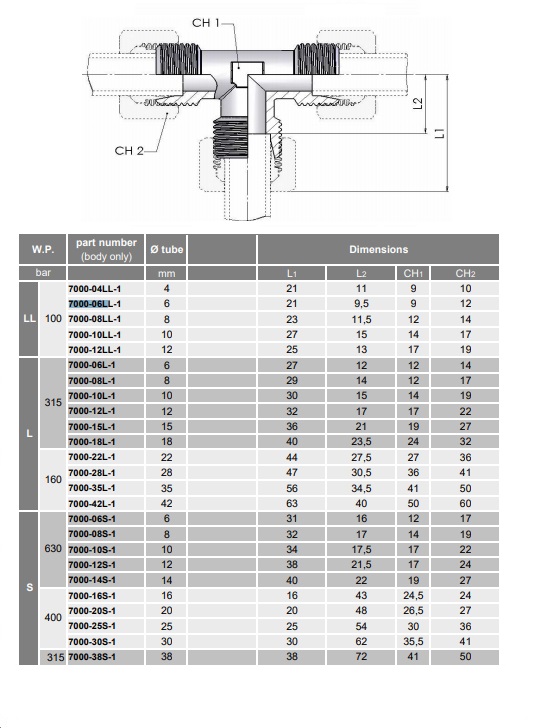 CH 1
CH 2
L2
L1
W.P. part number (body only) Ø tube Dimensions
bar mm L1 L2 CH1 CH2
LL 100
7000-04LL-1 4 21 11 9 10
7000-06LL-1 6 21 9,5 9 12
7000-08LL-1 8 23 11,5 12 14
7000-10LL-1 10 27 15 14 17
7000-12LL-1 12 25 13 17 19
L 315
7000-06L-1 6 27 12 12 14
7000-08L-1 8 29 14 12 17
7000-10L-1 10 30 15 14 19
7000-12L-1 12 32 17 17 22
7000-15L-1 15 36 21 19 27
7000-18L-1 18 40 23,5 24 32
160
7000-22L-1 22 44 27,5 27 36
7000-28L-1 28 47 30,5 36 41
7000-35L-1 35 56 34,5 41 50
7000-42L-1 42 63 40 50 60
S 630
7000-06S-1 6 31 16 12 17
7000-08S-1 8 32 17 14 19
7000-10S-1 10 34 17,5 17 22
7000-12S-1 12 38 21,5 17 24
7000-14S-1 14 40 22 19 27
400
7000-16S-1 16 16 43 24,5 24
7000-20S-1 20 20 48 26,5 27
7000-25S-1 25 25 54 30 36
7000-30S-1 30 30 62 35,5 41
315 7000-38S-1 38 38 72 41 50